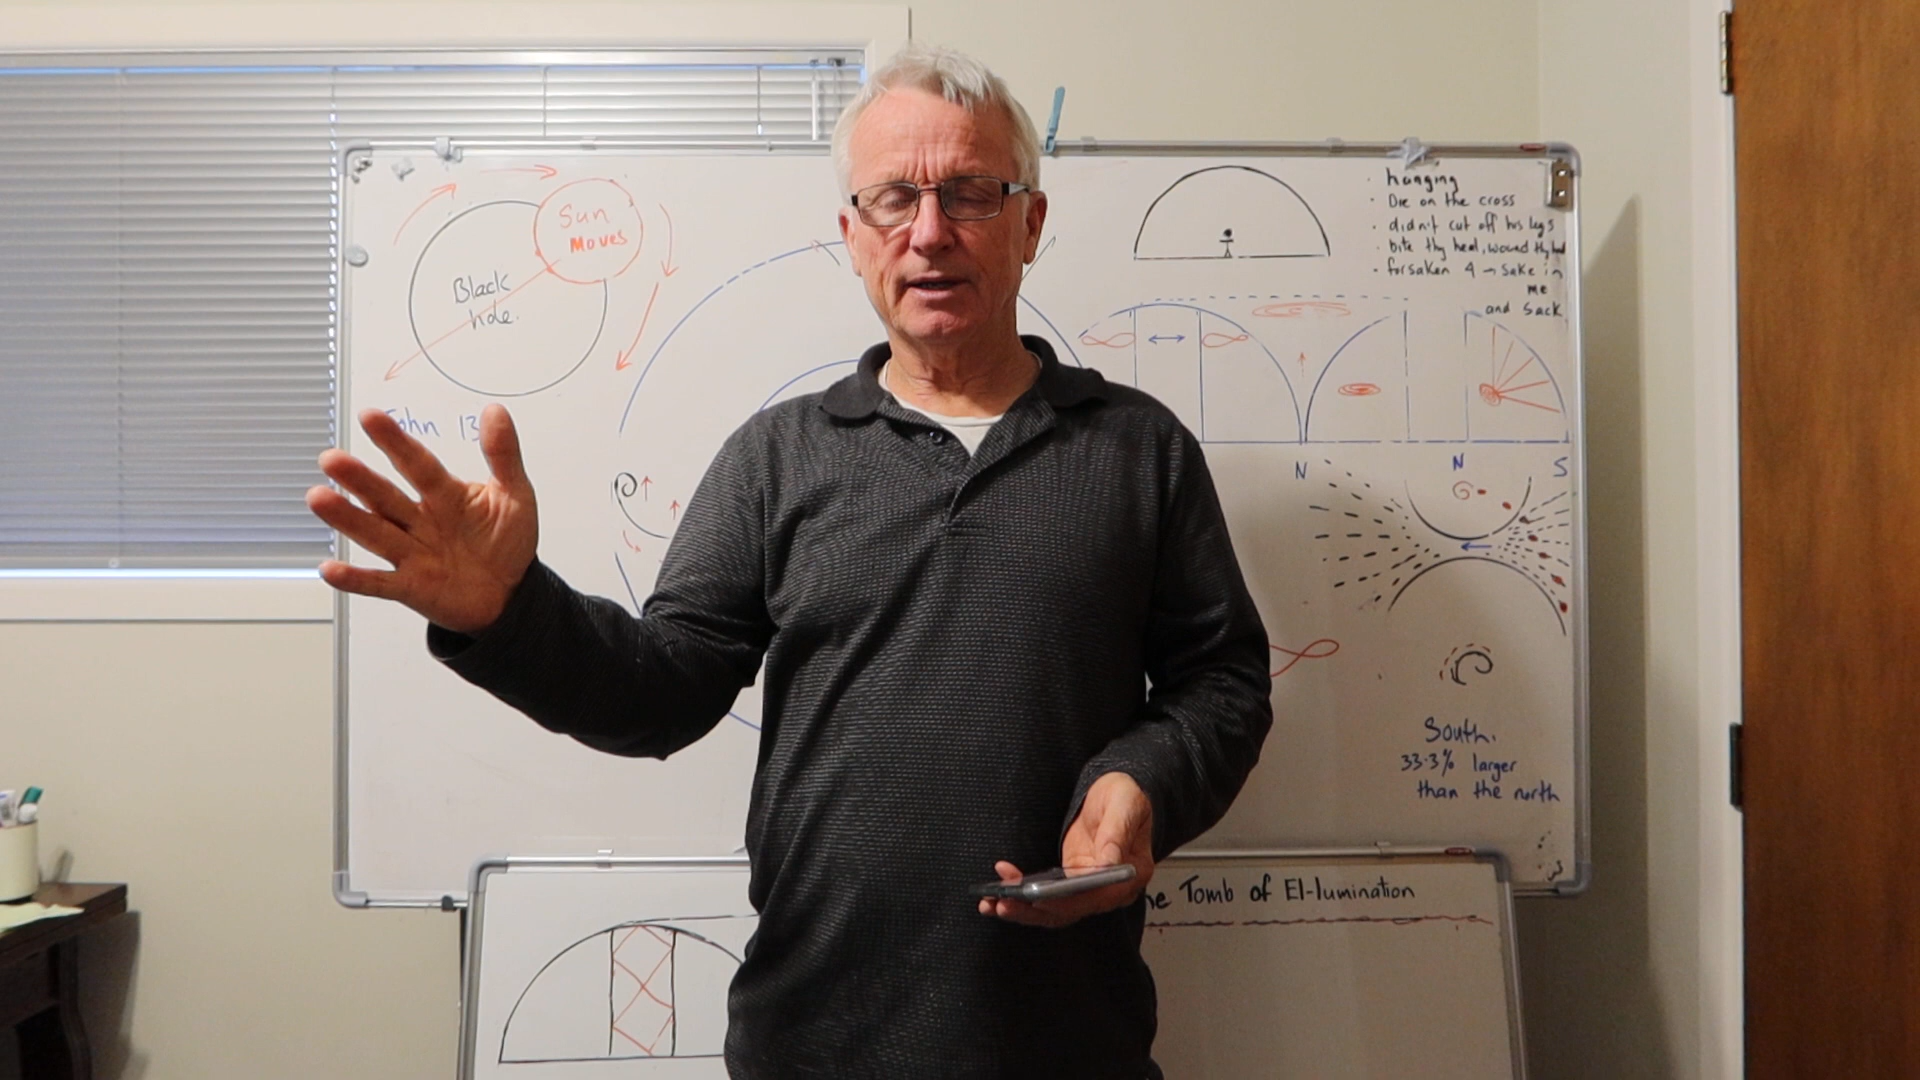 Sun
Moves
Black
hole.
John 13
hanging
Die on the cross
didn't cut off his legs
bite thy heel, wound thy head
forsaken 4 → sake in
me
and Sack
N
N
S
G
South.
33.3% larger
than the north
he Tomb of El-lumination